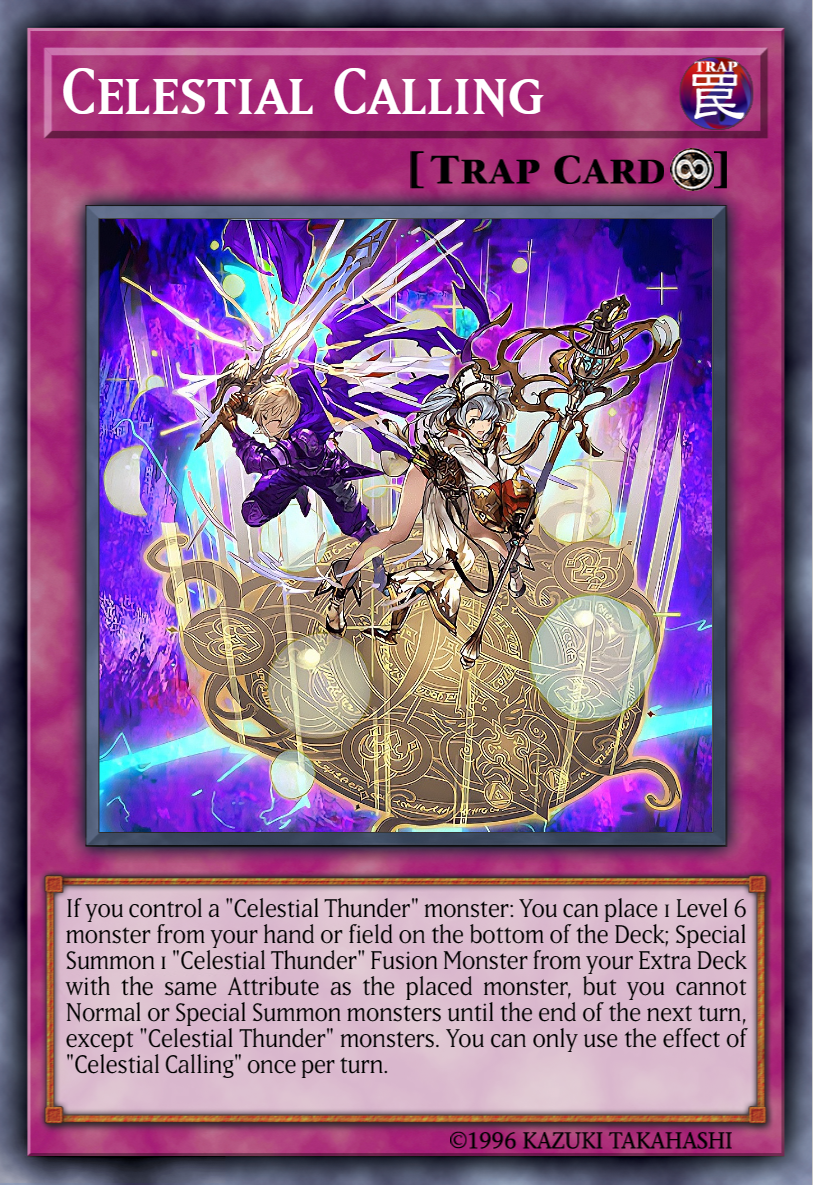 Celestial Calling
TRAP
罠
[Trap Card]
If you control a "Celestial Thunder" monster: You can place 1 Level 6
monster from your hand or field on the bottom of the Deck; Special
Summon 1 "Celestial Thunder" Fusion Monster from your Extra Deck
with the same Attribute as the placed monster, but you cannot
Normal or Special Summon monsters until the end of the next turn,
except "Celestial Thunder" monsters. You can only use the effect of
"Celestial Calling" once per turn.
©1996 KAZUKI TAKAHASHI